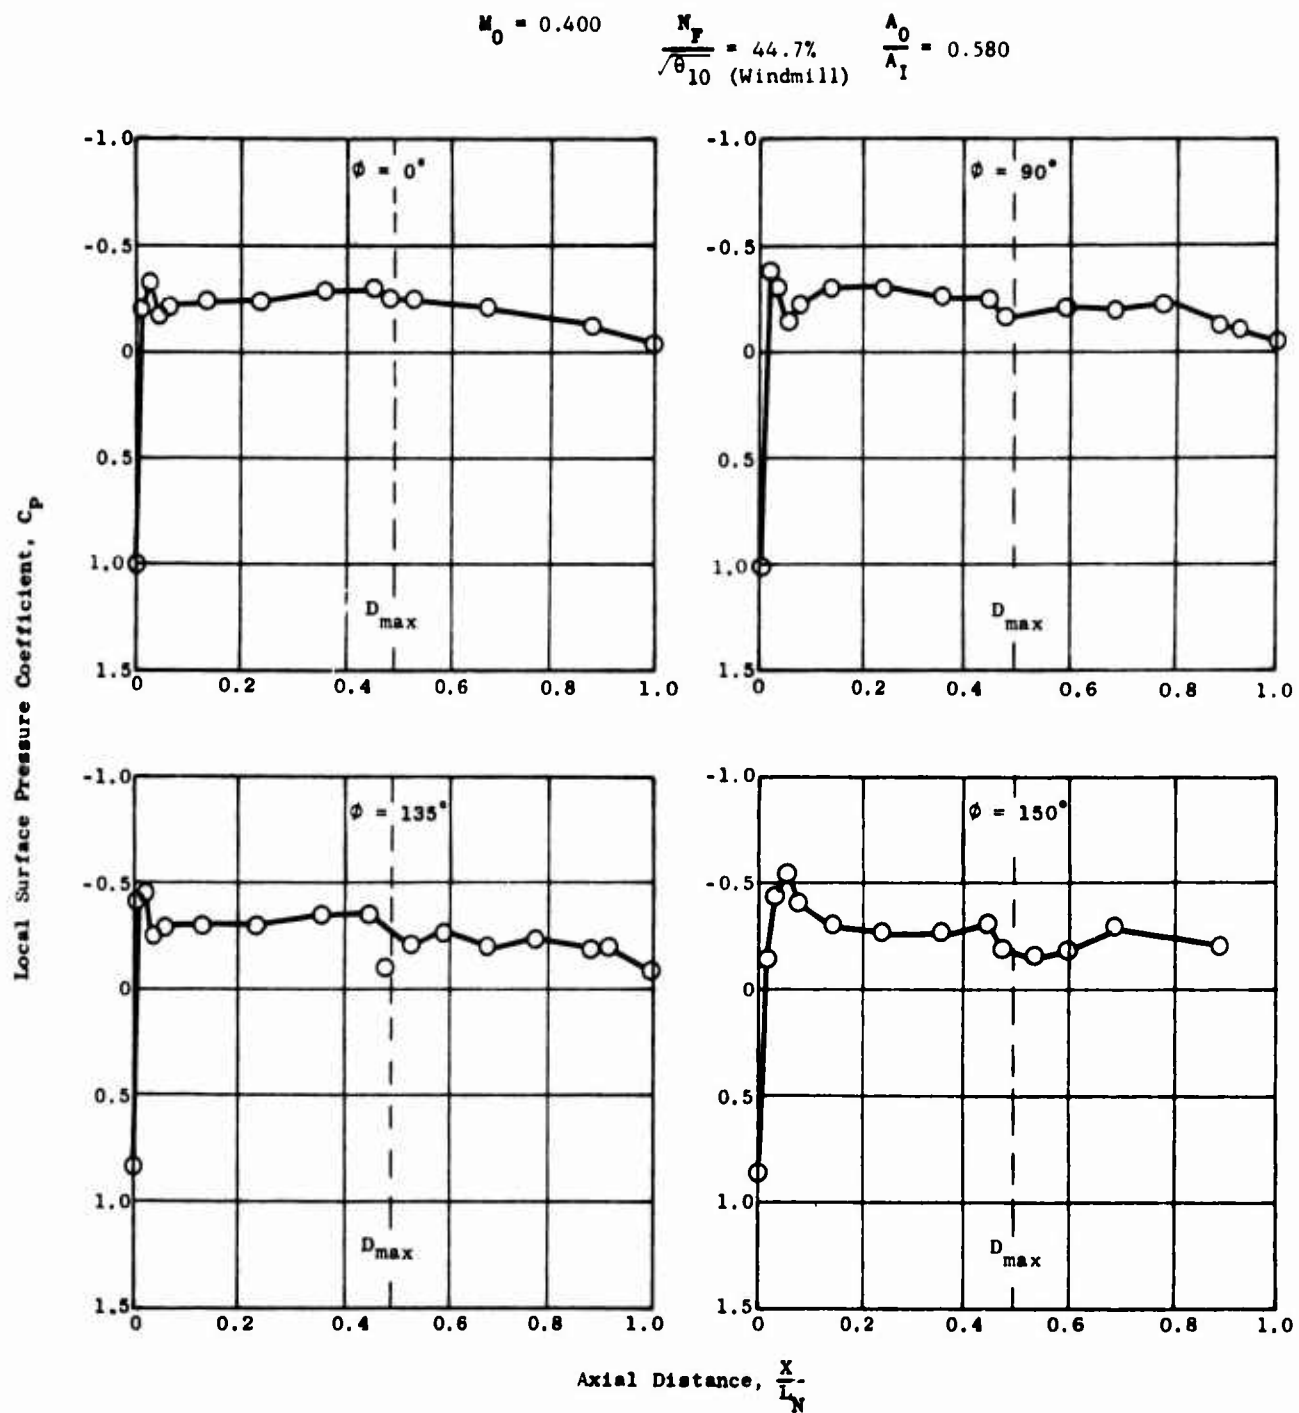 M0 = 0.400
NF/√θ10 = 44.7% (Windmill)
A0/AI = 0.580
Local Surface Pressure Coefficient, Cp
-1.0
-0.5
0
0.5
1.0
1.5
ϕ = 0°
Dmax
0 0.2 0.4 0.6 0.8 1.0
-1.0
-0.5
0
0.5
1.0
1.5
ϕ = 90°
Dmax
0 0.2 0.4 0.6 0.8 1.0
-1.0
-0.5
0
0.5
1.0
1.5
ϕ = 135°
Dmax
0 0.2 0.4 0.6 0.8 1.0
-1.0
-0.5
0
0.5
1.0
1.5
ϕ = 150°
Dmax
0 0.2 0.4 0.6 0.8 1.0
Axial Distance, X/LN